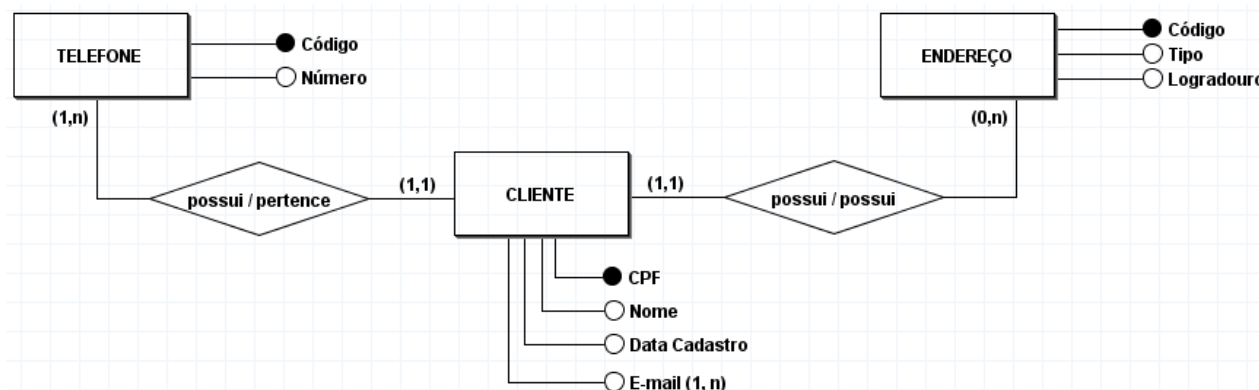 TELEFONE
Código
Número
(1,n)
ENDEREÇO
Código
Tipo
Logradouro
(0,n)
possui / pertence
(1,1)
CLIENTE
(1,1)
possui / possui
CPF
Nome
Data Cadastro
E-mail (1, n)